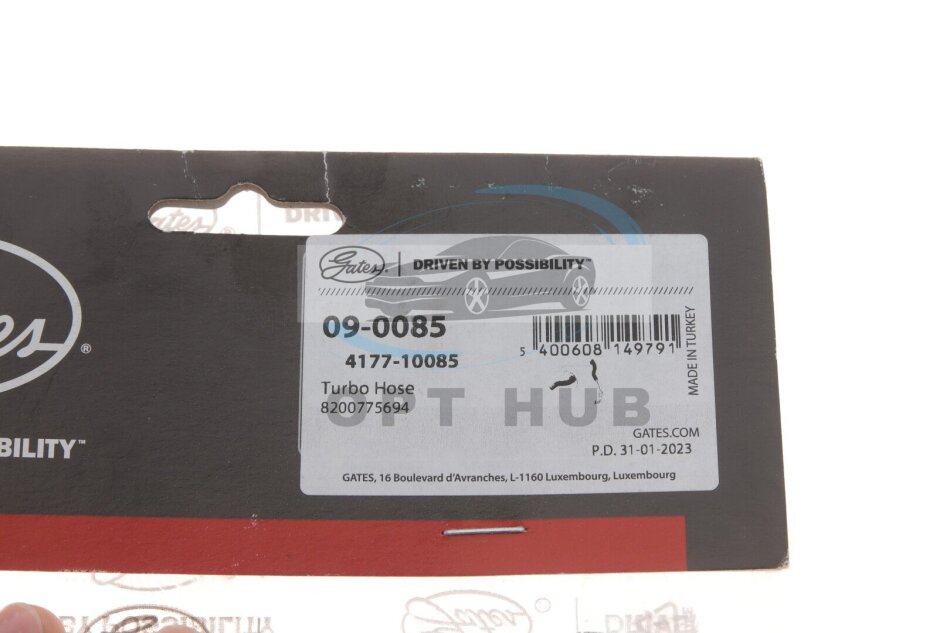 Gates
DRIVEN BY POSSIBILITY™
09-0085
4177-10085
Turbo Hose
8200775694
5 400608 149791
MADE IN TURKEY
OPT HUB
GATES.COM
P.D. 31-01-2023
GATES, 16 Boulevard d'Avranches, L-1160 Luxembourg, Luxembourg
®
SIBILITY™